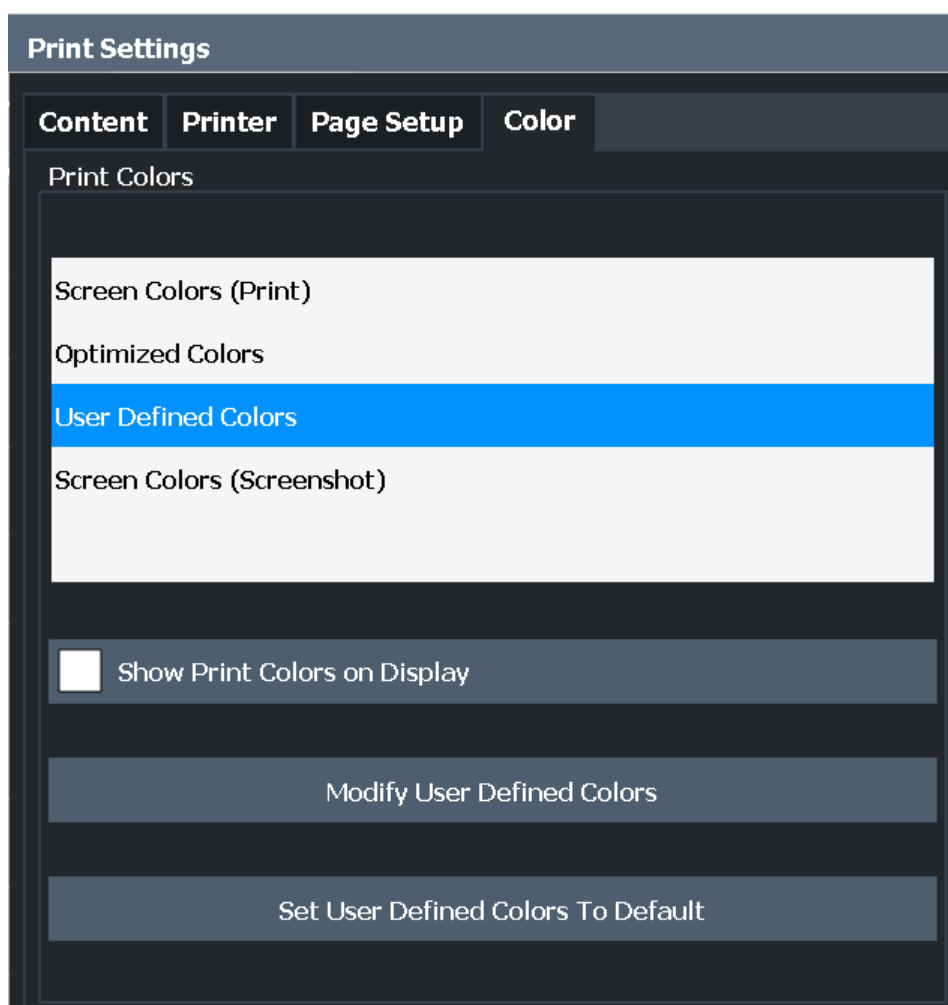 Print Settings
Content Printer Page Setup Color
Print Colors
Screen Colors (Print)
Optimized Colors
User Defined Colors
Screen Colors (Screenshot)
Show Print Colors on Display
Modify User Defined Colors
Set User Defined Colors To Default